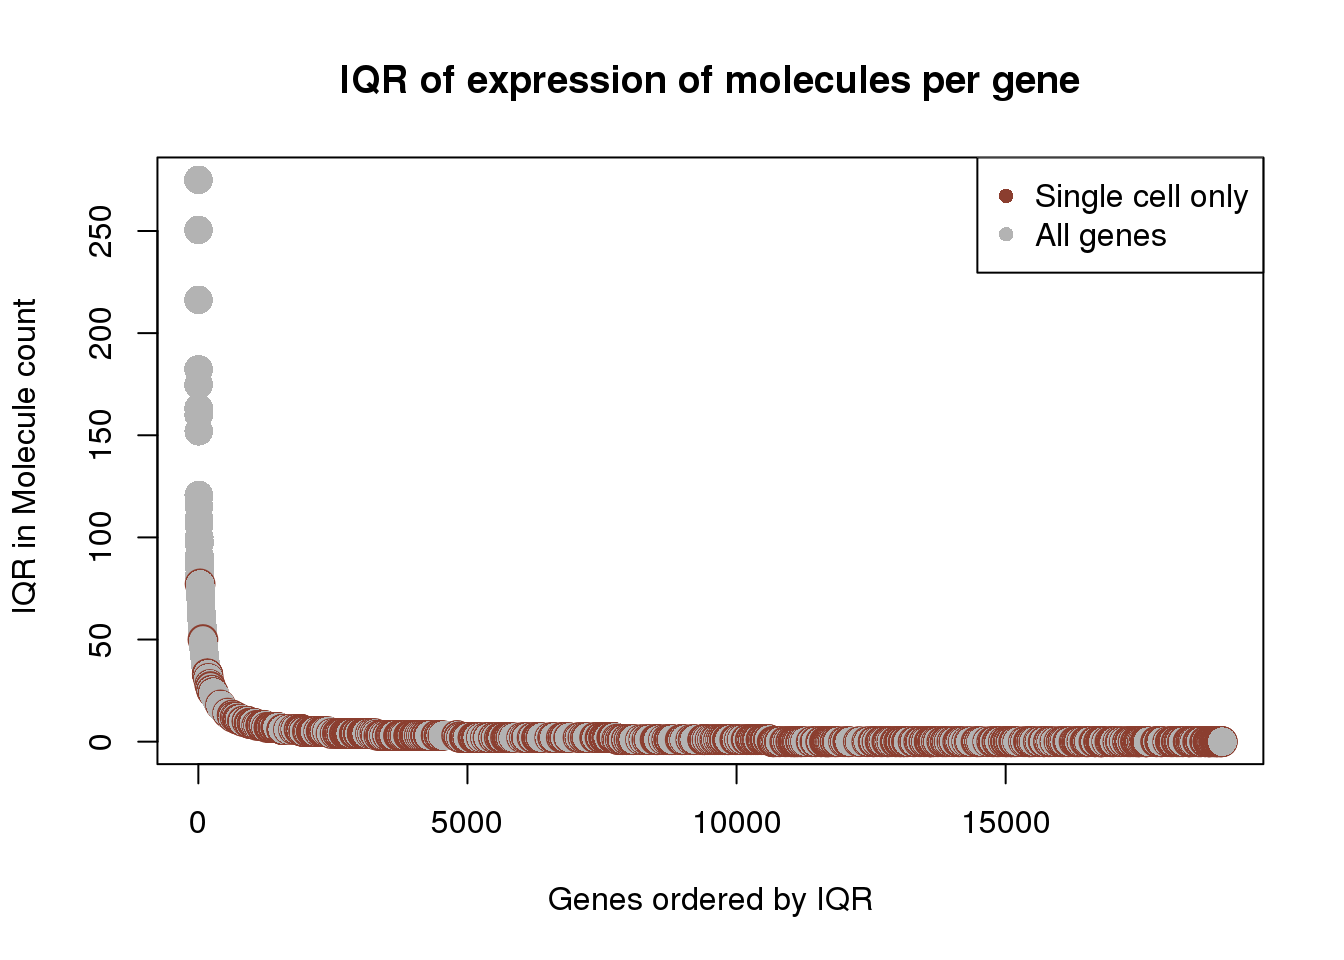 IQR of expression of molecules per gene
Single cell only
All genes
IQR in Molecule count
250
200
150
100
50
0
0 5000 10000 15000
Genes ordered by IQR